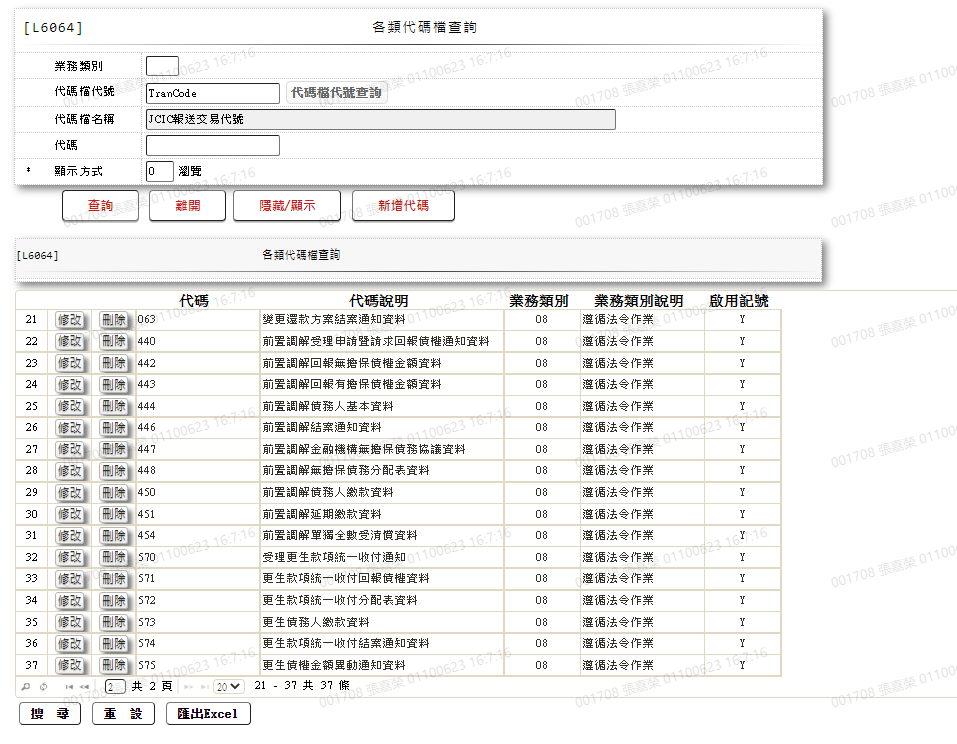 [L6064] 各類代碼檔查詢
業務類別
代碼檔代號 TranCode 代碼檔代號查詢
代碼檔名稱 JCIC報送交易代號
代碼
* 顯示方式 0 瀏覽
查詢 離開 隱藏/顯示 新增代碼
[L6064] 各類代碼檔查詢
代碼 代碼說明 業務類別 業務類別說明 啟用記號
21 修改 刪除 063 變更還款方案結案通知資料 08 遵循法令作業 Y
22 修改 刪除 440 前置調解受理申請暨請求回報債權通知資料 08 遵循法令作業 Y
23 修改 刪除 442 前置調解回報無擔保債權金額資料 08 遵循法令作業 Y
24 修改 刪除 443 前置調解回報有擔保債權金額資料 08 遵循法令作業 Y
25 修改 刪除 444 前置調解債務人基本資料 08 遵循法令作業 Y
26 修改 刪除 446 前置調解結案通知資料 08 遵循法令作業 Y
27 修改 刪除 447 前置調解金融機構無擔保債務協議資料 08 遵循法令作業 Y
28 修改 刪除 448 前置調解無擔保債務分配表資料 08 遵循法令作業 Y
29 修改 刪除 450 前置調解債務人繳款資料 08 遵循法令作業 Y
30 修改 刪除 451 前置調解延期繳款資料 08 遵循法令作業 Y
31 修改 刪除 454 前置調解單獨全數受清償資料 08 遵循法令作業 Y
32 修改 刪除 570 受理更生款項統一收付通知 08 遵循法令作業 Y
33 修改 刪除 571 更生款項統一收付回報債權資料 08 遵循法令作業 Y
34 修改 刪除 572 更生款項統一收付分配表資料 08 遵循法令作業 Y
35 修改 刪除 573 更生債務人繳款資料 08 遵循法令作業 Y
36 修改 刪除 574 更生款項統一收付結案通知資料 08 遵循法令作業 Y
37 修改 刪除 575 更生債權金額異動通知資料 08 遵循法令作業 Y
2 共 2 頁 20 21 - 37 共 37 條
搜 尋 重 設 匯出Excel
001708 張嘉榮 01100623 16:7:16